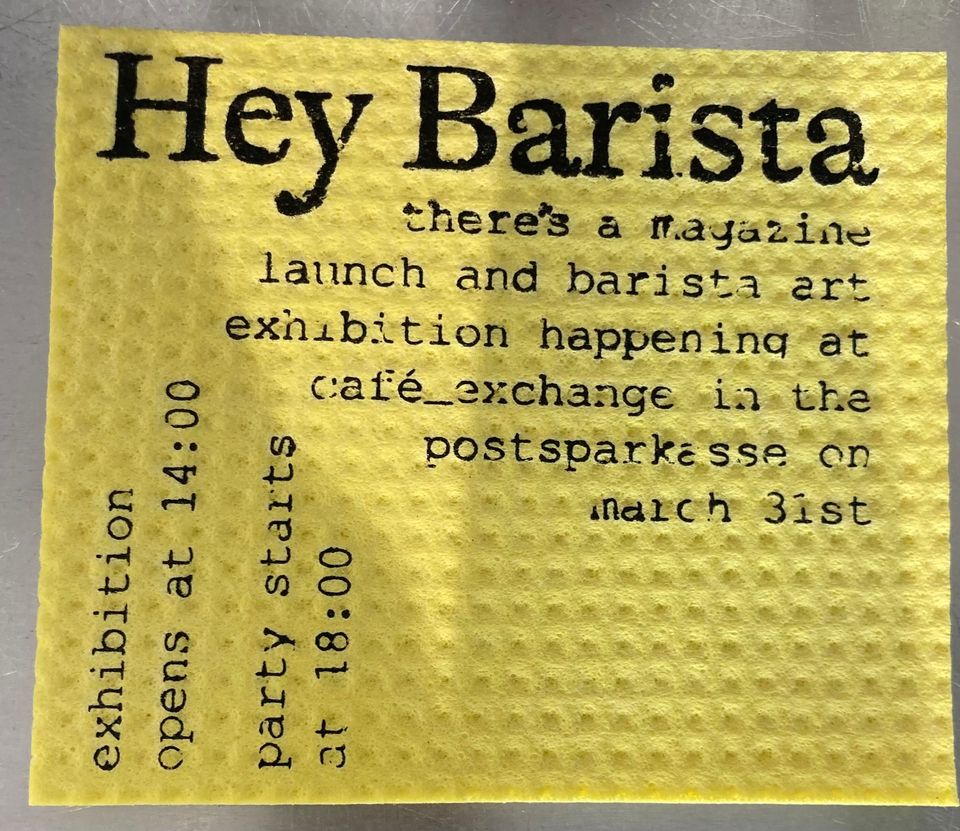 Hey Barista
there's a magazine
launch and barista art
exhibition happening at
café_exchange in the
postsparkasse on
march 31st
exhibition
opens at 14:00
party starts
at 18:00